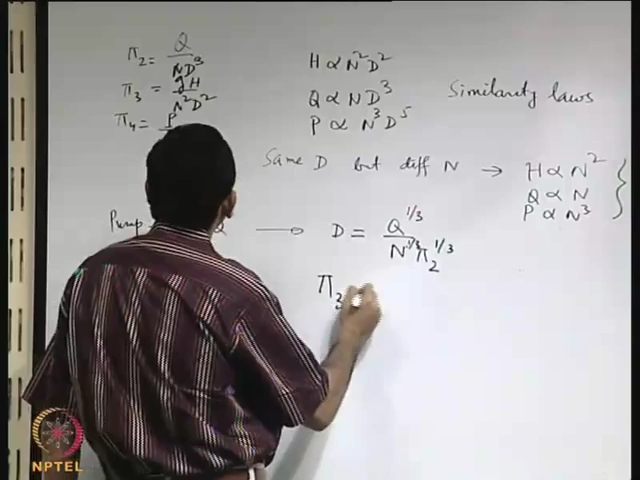 π₂ = Q / ND³
π₃ = gH / N²D²
π₄ = P
H ∝ N²D²
Q ∝ ND³
P ∝ N³D⁵
Similarity laws
Same D but diff N → H ∝ N²
Q ∝ N
P ∝ N³
Pump → D = Q^1/3 / N^1/3 π₂^1/3
π₃
NPTEL